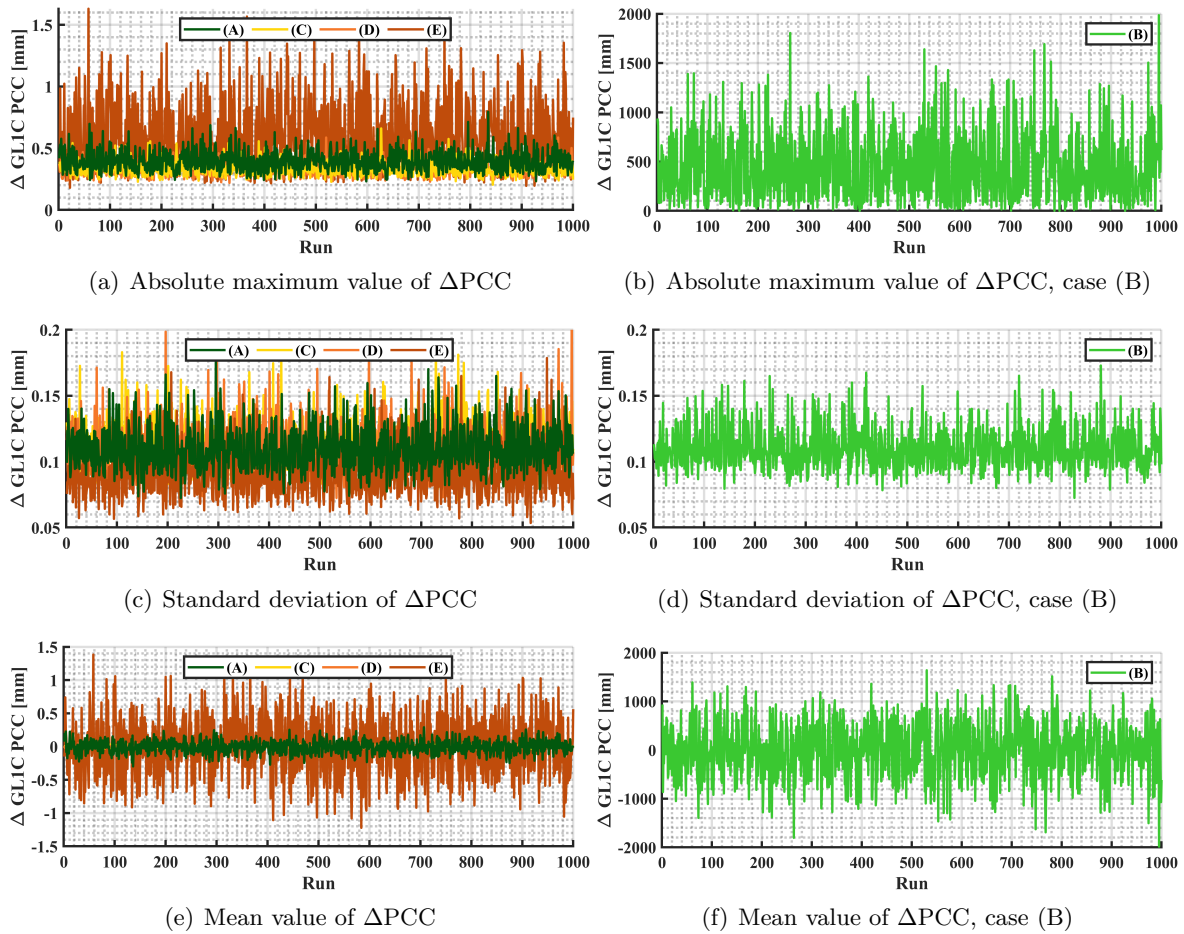 Δ GL1C PCC [mm]
1.5
1
0.5
0
(A) (C) (D) (E)
0 100 200 300 400 500 600 700 800 900 1000
Run
(a) Absolute maximum value of ΔPCC
Δ GL1C PCC [mm]
2000
1500
1000
500
0
(B)
0 100 200 300 400 500 600 700 800 900 1000
Run
(b) Absolute maximum value of ΔPCC, case (B)
Δ GL1C PCC [mm]
0.2
0.15
0.1
0.05
(A) (C) (D) (E)
0 100 200 300 400 500 600 700 800 900 1000
Run
(c) Standard deviation of ΔPCC
Δ GL1C PCC [mm]
0.2
0.15
0.1
0.05
(B)
0 100 200 300 400 500 600 700 800 900 1000
Run
(d) Standard deviation of ΔPCC, case (B)
Δ GL1C PCC [mm]
1.5
1
0.5
0
-0.5
-1
-1.5
(A) (C) (D) (E)
0 100 200 300 400 500 600 700 800 900 1000
Run
(e) Mean value of ΔPCC
Δ GL1C PCC [mm]
2000
1000
0
-1000
-2000
(B)
0 100 200 300 400 500 600 700 800 900 1000
Run
(f) Mean value of ΔPCC, case (B)